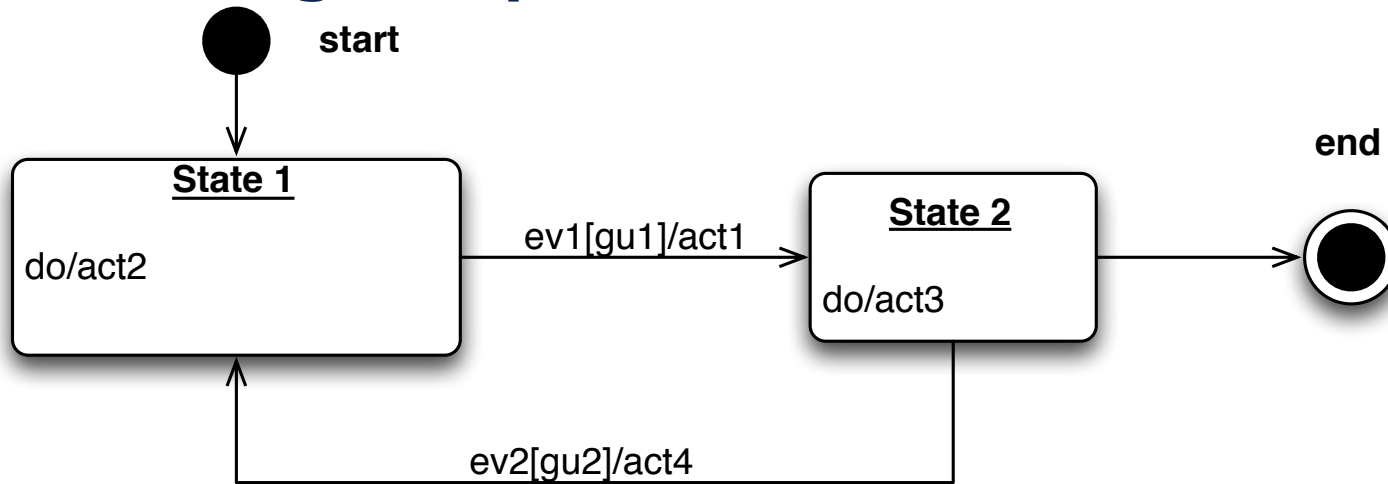 start
end
State 1
ev1[gu1]/act1
State 2
do/act2
do/act3
ev2[gu2]/act4